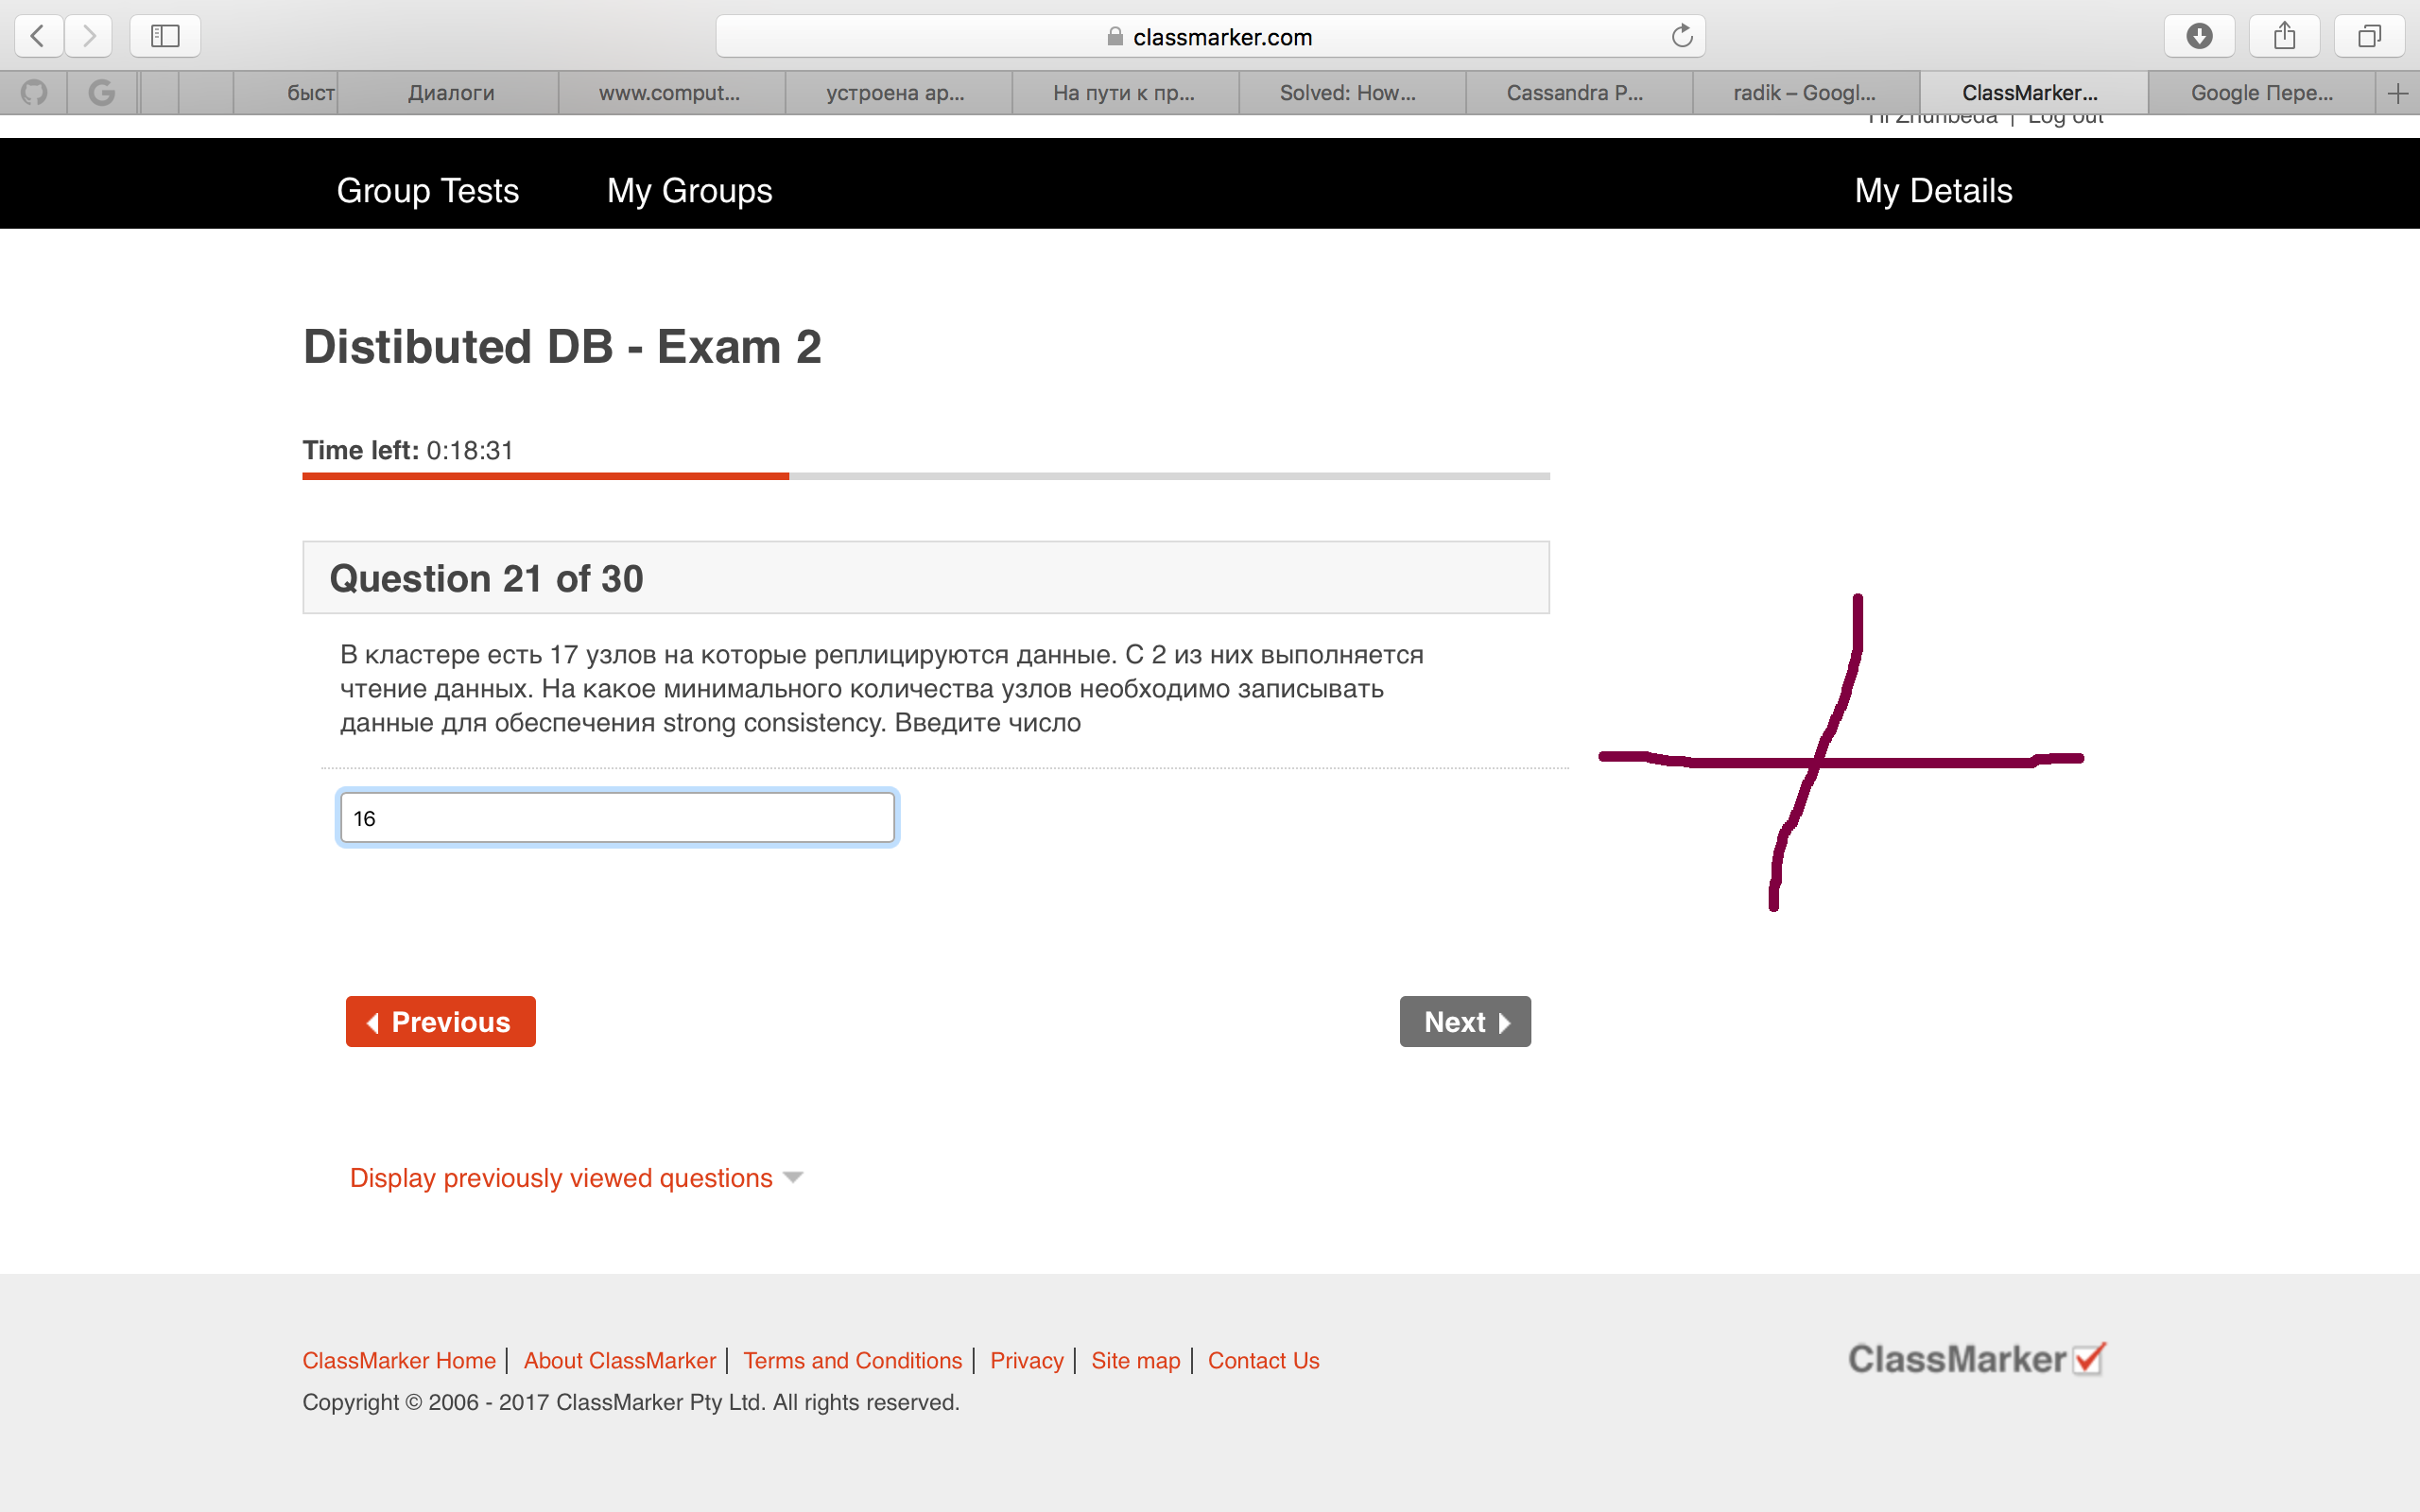 classmarker.com
быст
Диалоги
www.comput...
устроена ар...
На пути к пр...
Solved: How...
Cassandra P...
radik – Googl...
ClassMarker...
Google Пере...
Hi Zhunbeda | Log out
Group Tests
My Groups
My Details
Distibuted DB - Exam 2
Time left: 0:18:31
Question 21 of 30
В кластере есть 17 узлов на которые реплицируются данные. С 2 из них выполняется
чтение данных. На какое минимального количества узлов необходимо записывать
данные для обеспечения strong consistency. Введите число
16
Previous
Next
Display previously viewed questions
ClassMarker Home | About ClassMarker | Terms and Conditions | Privacy | Site map | Contact Us
ClassMarker
Copyright © 2006 - 2017 ClassMarker Pty Ltd. All rights reserved.